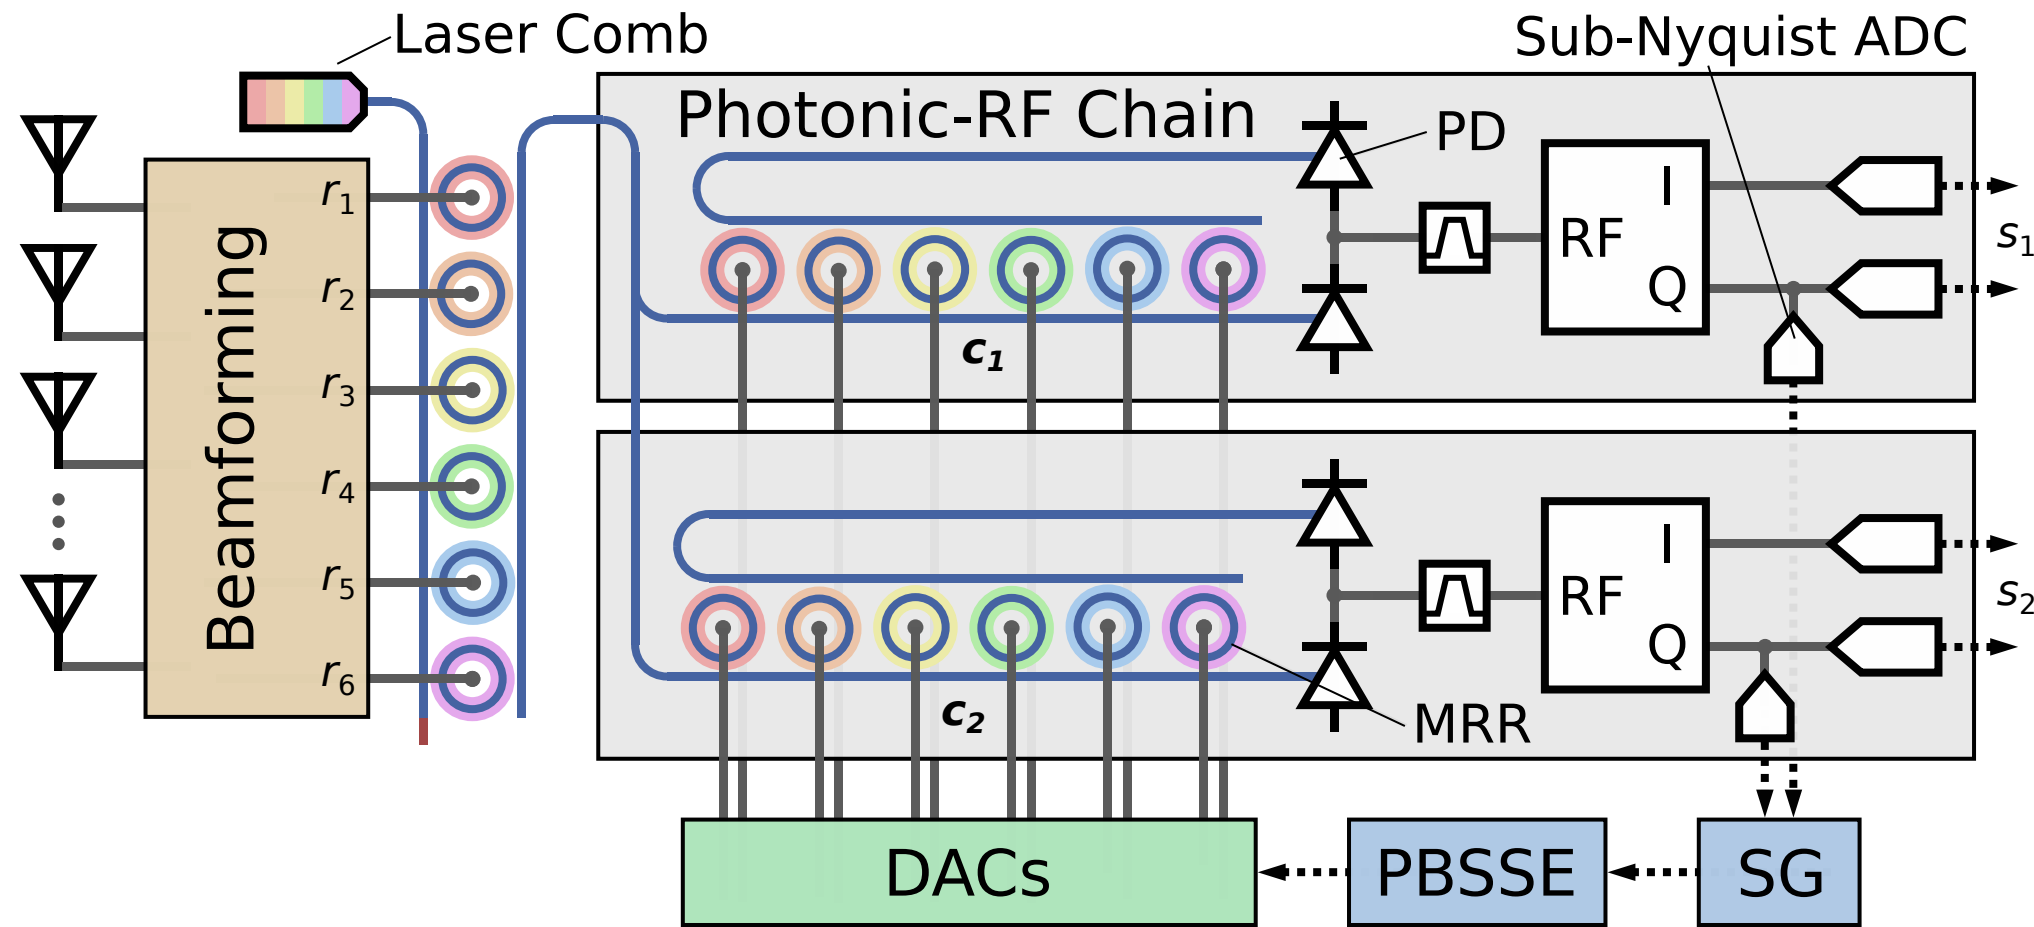 Laser Comb
Sub-Nyquist ADC
Photonic-RF Chain
PD
Beamforming
r1
r2
r3
r4
r5
r6
c1
RF
I
Q
s1
c2
MRR
RF
I
Q
s2
DACs
PBSSE
SG